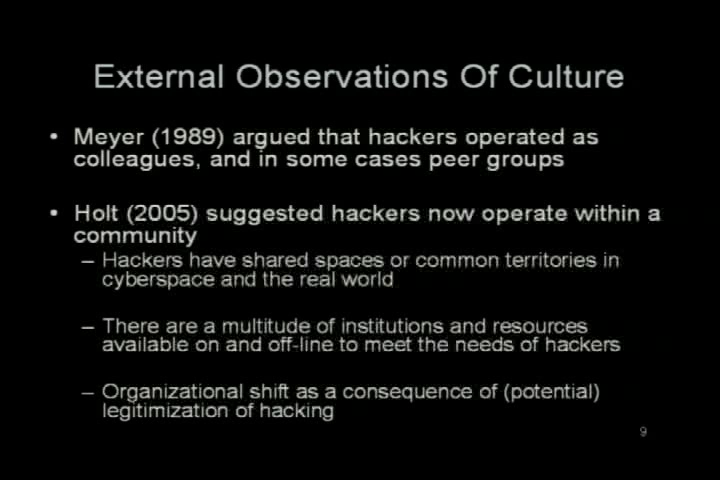 External Observations Of Culture
• Meyer (1989) argued that hackers operated as
colleagues, and in some cases peer groups
• Holt (2005) suggested hackers now operate within a
community
– Hackers have shared spaces or common territories in
cyberspace and the real world
– There are a multitude of institutions and resources
available on and off-line to meet the needs of hackers
– Organizational shift as a consequence of (potential)
legitimization of hacking
9